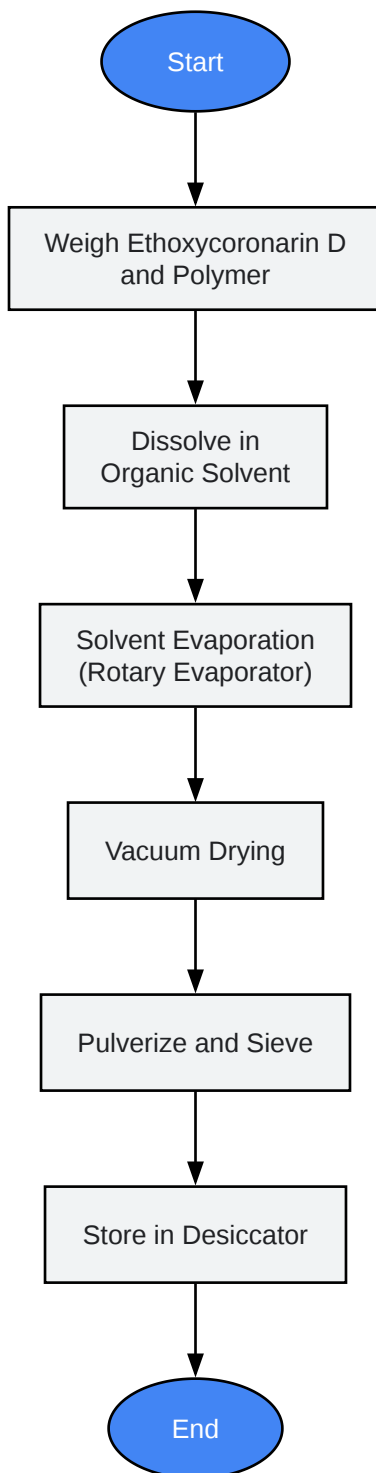 Start
Weigh Ethoxycoronarin D
and Polymer
Dissolve in
Organic Solvent
Solvent Evaporation
(Rotary Evaporator)
Vacuum Drying
Pulverize and Sieve
Store in Desiccator
End